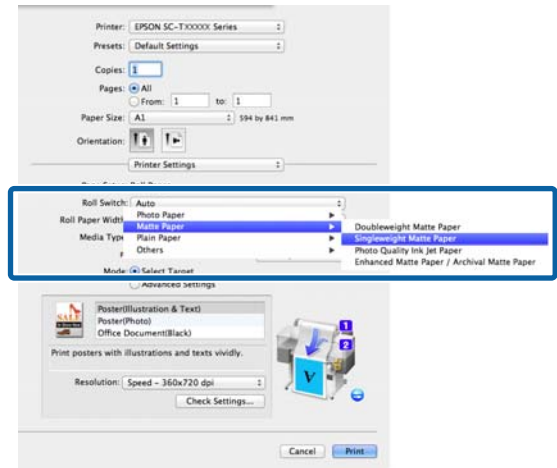 Printer: EPSON SC-TXXXXX Series
Presets: Default Settings
Copies: 1
Pages: All
From: 1 to: 1
Paper Size: A1 594 by 841 mm
Orientation:
Printer Settings
Roll Switch: Auto
Photo Paper
Roll Paper Width
Matte Paper
Doubleweight Matte Paper
Media Type
Plain Paper
Singleweight Matte Paper
Others
Photo Quality Ink Jet Paper
Enhanced Matte Paper / Archival Matte Paper
Mode: Select Target
Advanced Settings
SALE
Poster(Illustration & Text)
Poster(Photo)
Office Document(Black)
1
2
A
Print posters with illustrations and texts vividly.
Resolution: Speed - 360x720 dpi
Check Settings...
Cancel Print